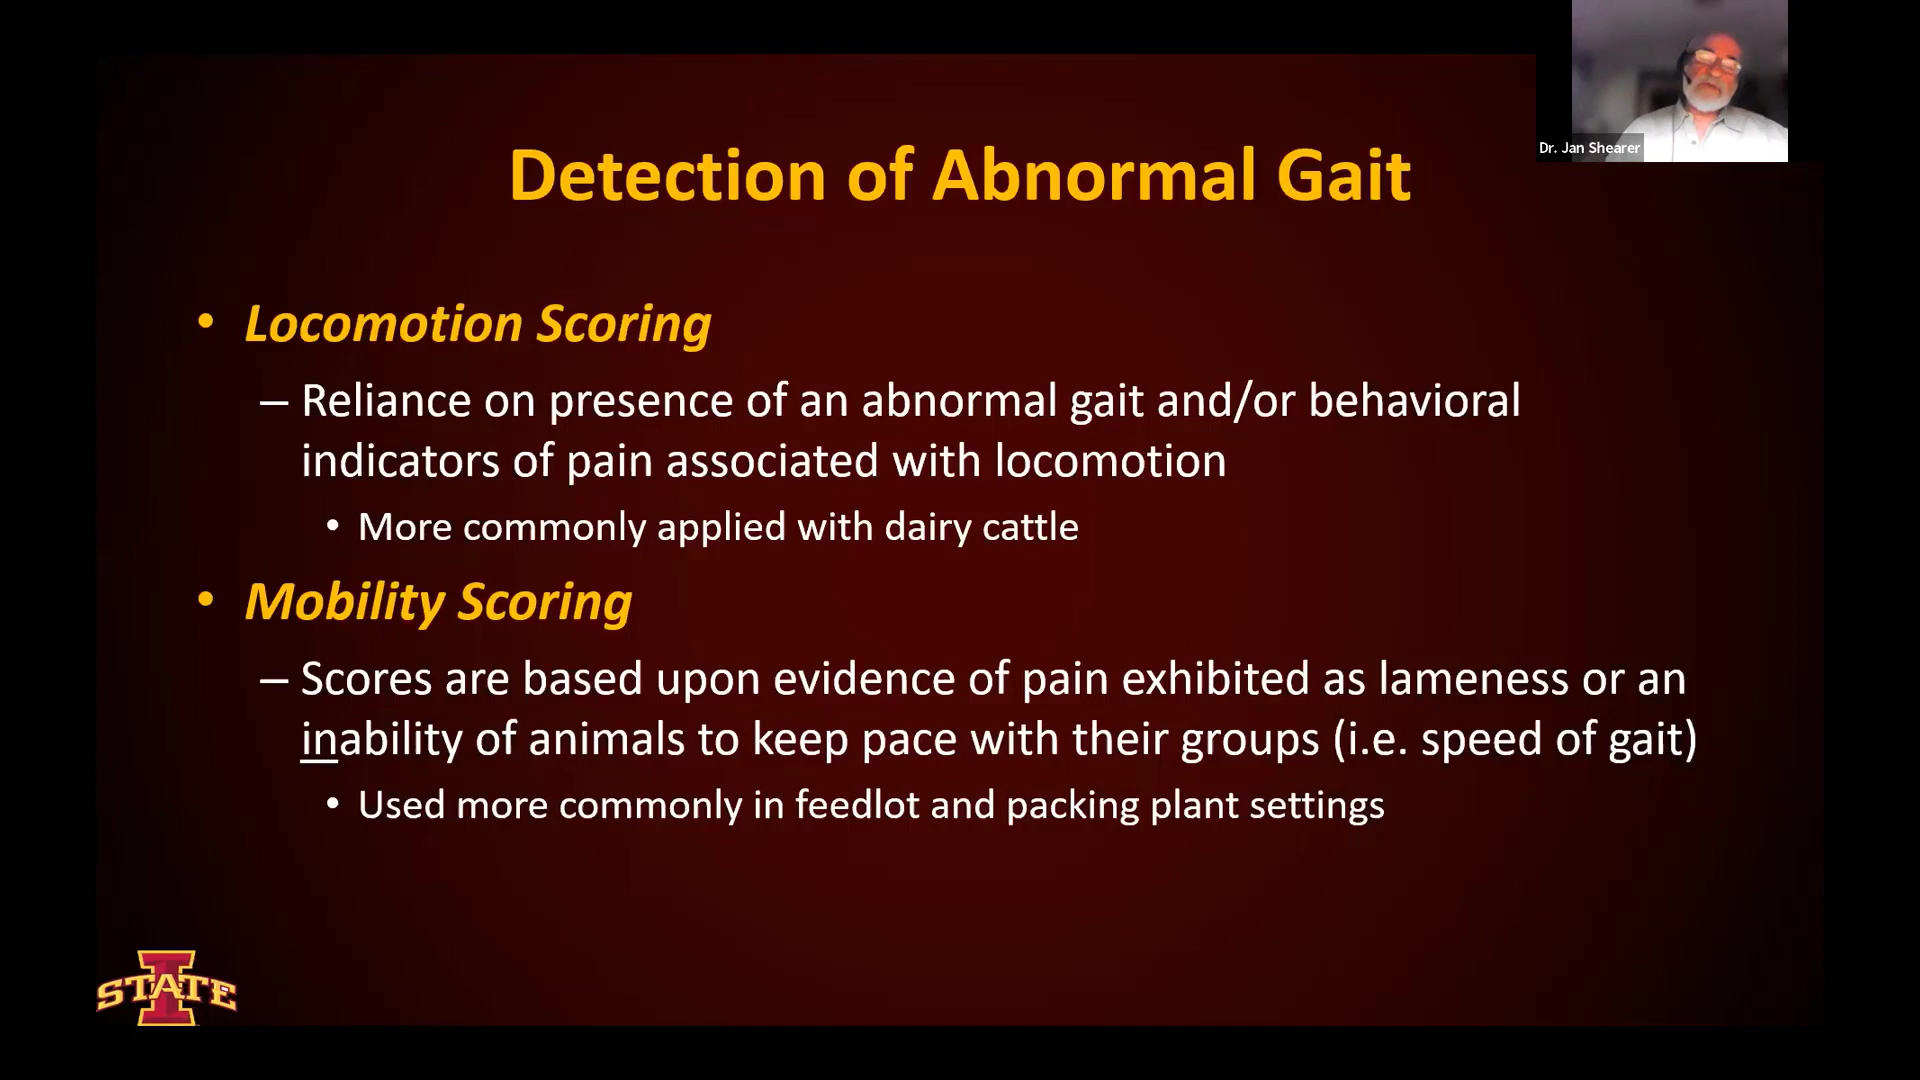 Dr. Jan Shearer
Detection of Abnormal Gait
• Locomotion Scoring
– Reliance on presence of an abnormal gait and/or behavioral
indicators of pain associated with locomotion
• More commonly applied with dairy cattle
• Mobility Scoring
– Scores are based upon evidence of pain exhibited as lameness or an
inability of animals to keep pace with their groups (i.e. speed of gait)
• Used more commonly in feedlot and packing plant settings
I STATE